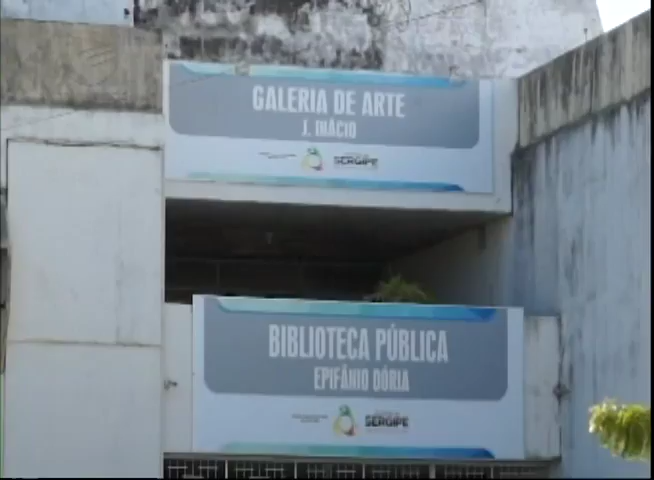 GALERIA DE ARTE
J. INÁCIO
SERGIPE
BIBLIOTECA PÚBLICA
EPIFÂNIO DÓRIA
SERGIPE